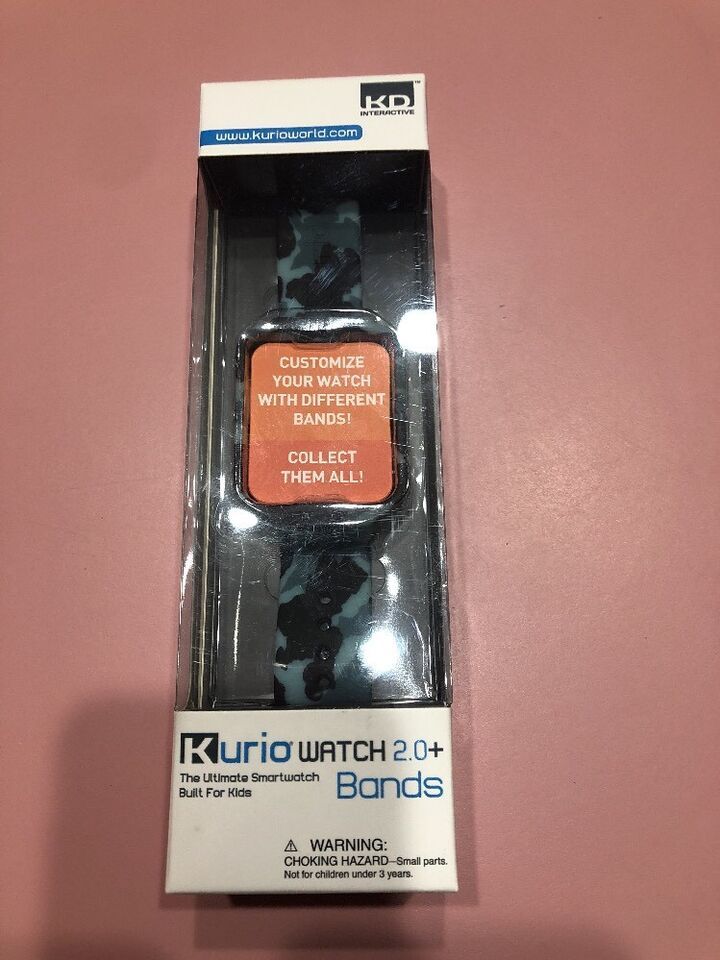 KD™
INTERACTIVE
www.kurioworld.com
CUSTOMIZE
YOUR WATCH
WITH DIFFERENT
BANDS!
COLLECT
THEM ALL!
Kurio® WATCH 2.0+
The Ultimate Smartwatch
Built For Kids
Bands
⚠ WARNING:
CHOKING HAZARD—Small parts.
Not for children under 3 years.